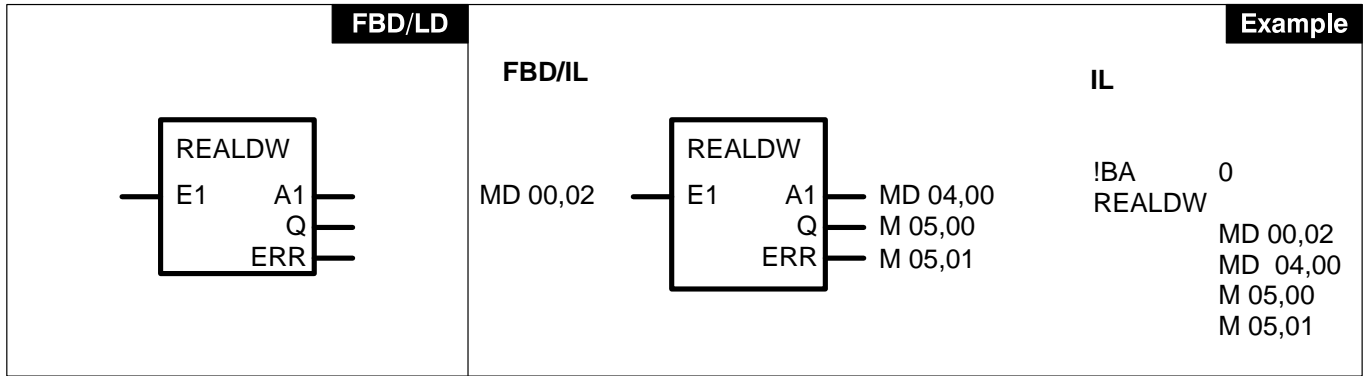 FBD/LD
REALDW
E1 A1
Q
ERR
Example
FBD/IL
REALDW
MD 00,02 E1 A1 MD 04,00
Q M 05,00
ERR M 05,01
IL
!BA 0
REALDW
MD 00,02
MD 04,00
M 05,00
M 05,01